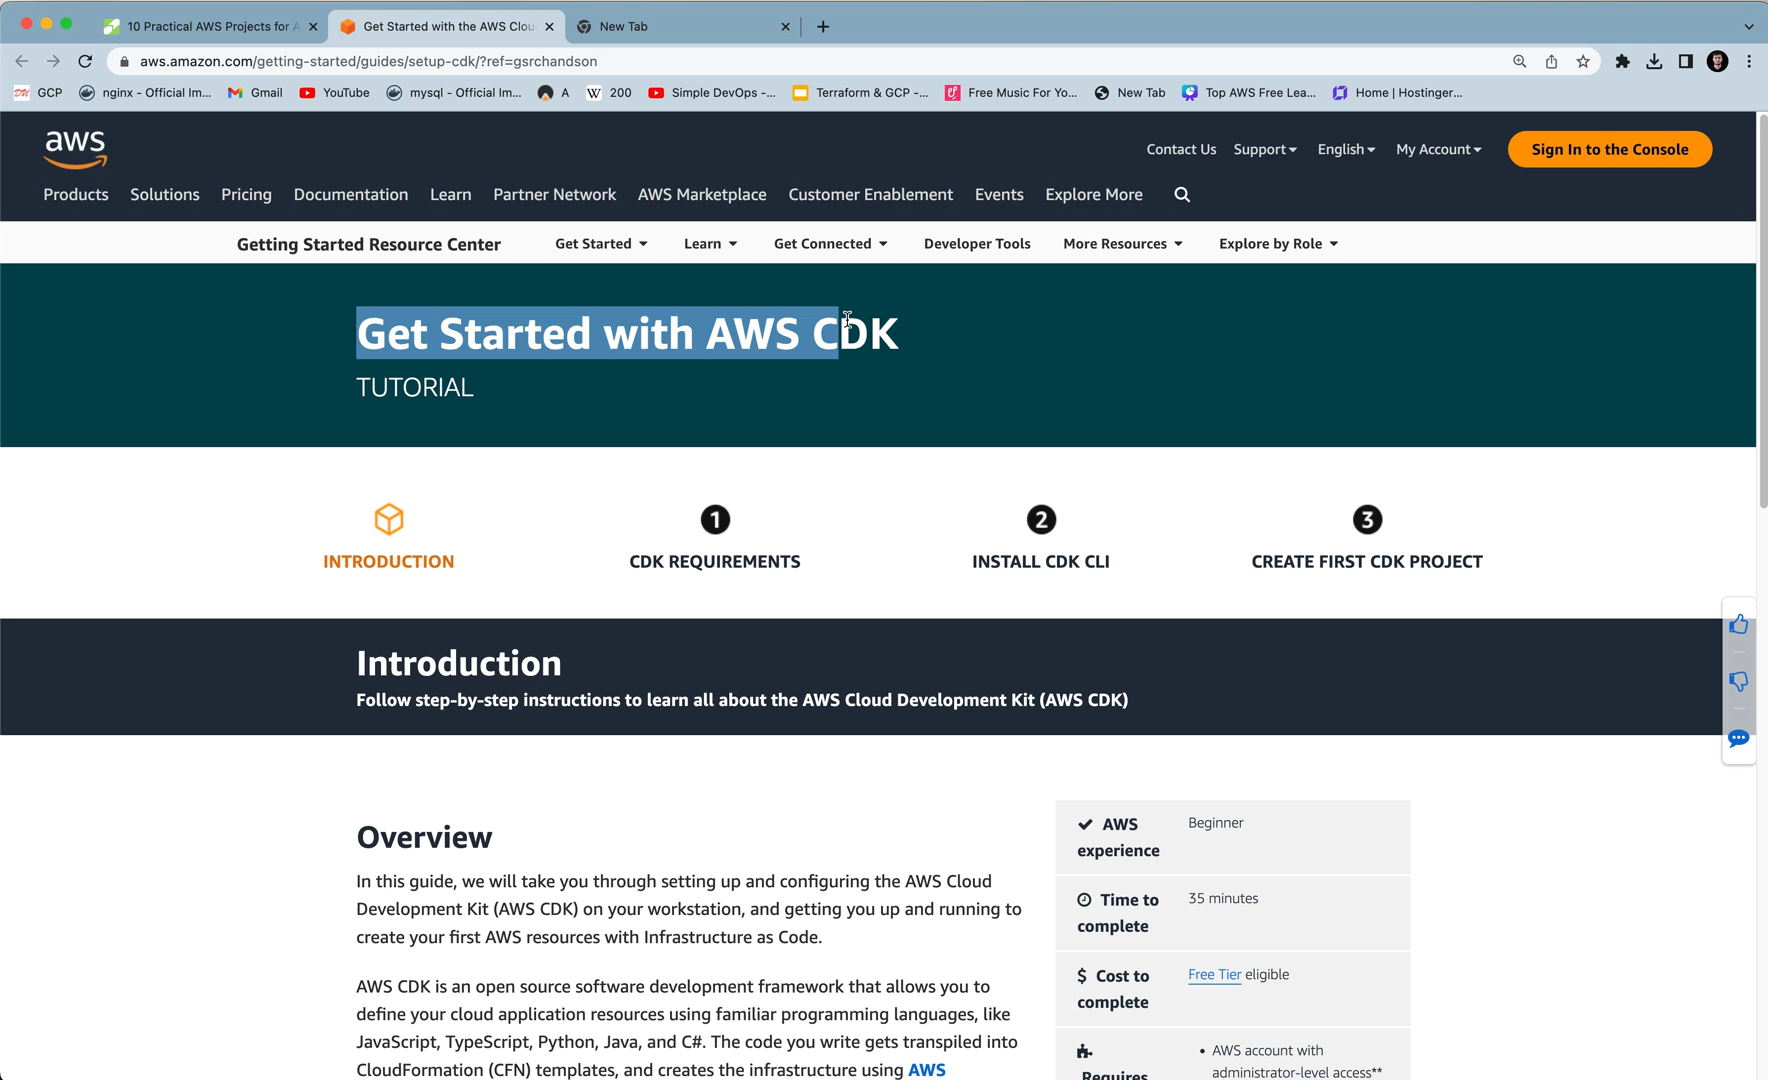 10 Practical AWS Projects for A
Get Started with the AWS Clou
New Tab
aws.amazon.com/getting-started/guides/setup-cdk/?ref=gsrchandson
GCP
nginx - Official Im...
Gmail
YouTube
mysql - Official Im...
A
W 200
Simple DevOps -...
Terraform & GCP -...
Free Music For Yo...
New Tab
Top AWS Free Lea...
Home | Hostinger...
aws
Contact Us
Support
English
My Account
Sign In to the Console
Products
Solutions
Pricing
Documentation
Learn
Partner Network
AWS Marketplace
Customer Enablement
Events
Explore More
Getting Started Resource Center
Get Started
Learn
Get Connected
Developer Tools
More Resources
Explore by Role
Get Started with AWS CDK
TUTORIAL
INTRODUCTION
1
CDK REQUIREMENTS
2
INSTALL CDK CLI
3
CREATE FIRST CDK PROJECT
Introduction
Follow step-by-step instructions to learn all about the AWS Cloud Development Kit (AWS CDK)
Overview
In this guide, we will take you through setting up and configuring the AWS Cloud
Development Kit (AWS CDK) on your workstation, and getting you up and running to
create your first AWS resources with Infrastructure as Code.
AWS CDK is an open source software development framework that allows you to
define your cloud application resources using familiar programming languages, like
JavaScript, TypeScript, Python, Java, and C#. The code you write gets transpiled into
CloudFormation (CFN) templates, and creates the infrastructure using AWS
AWS
experience
Beginner
Time to
complete
35 minutes
$ Cost to
complete
Free Tier eligible
Requires
• AWS account with
administrator-level access**